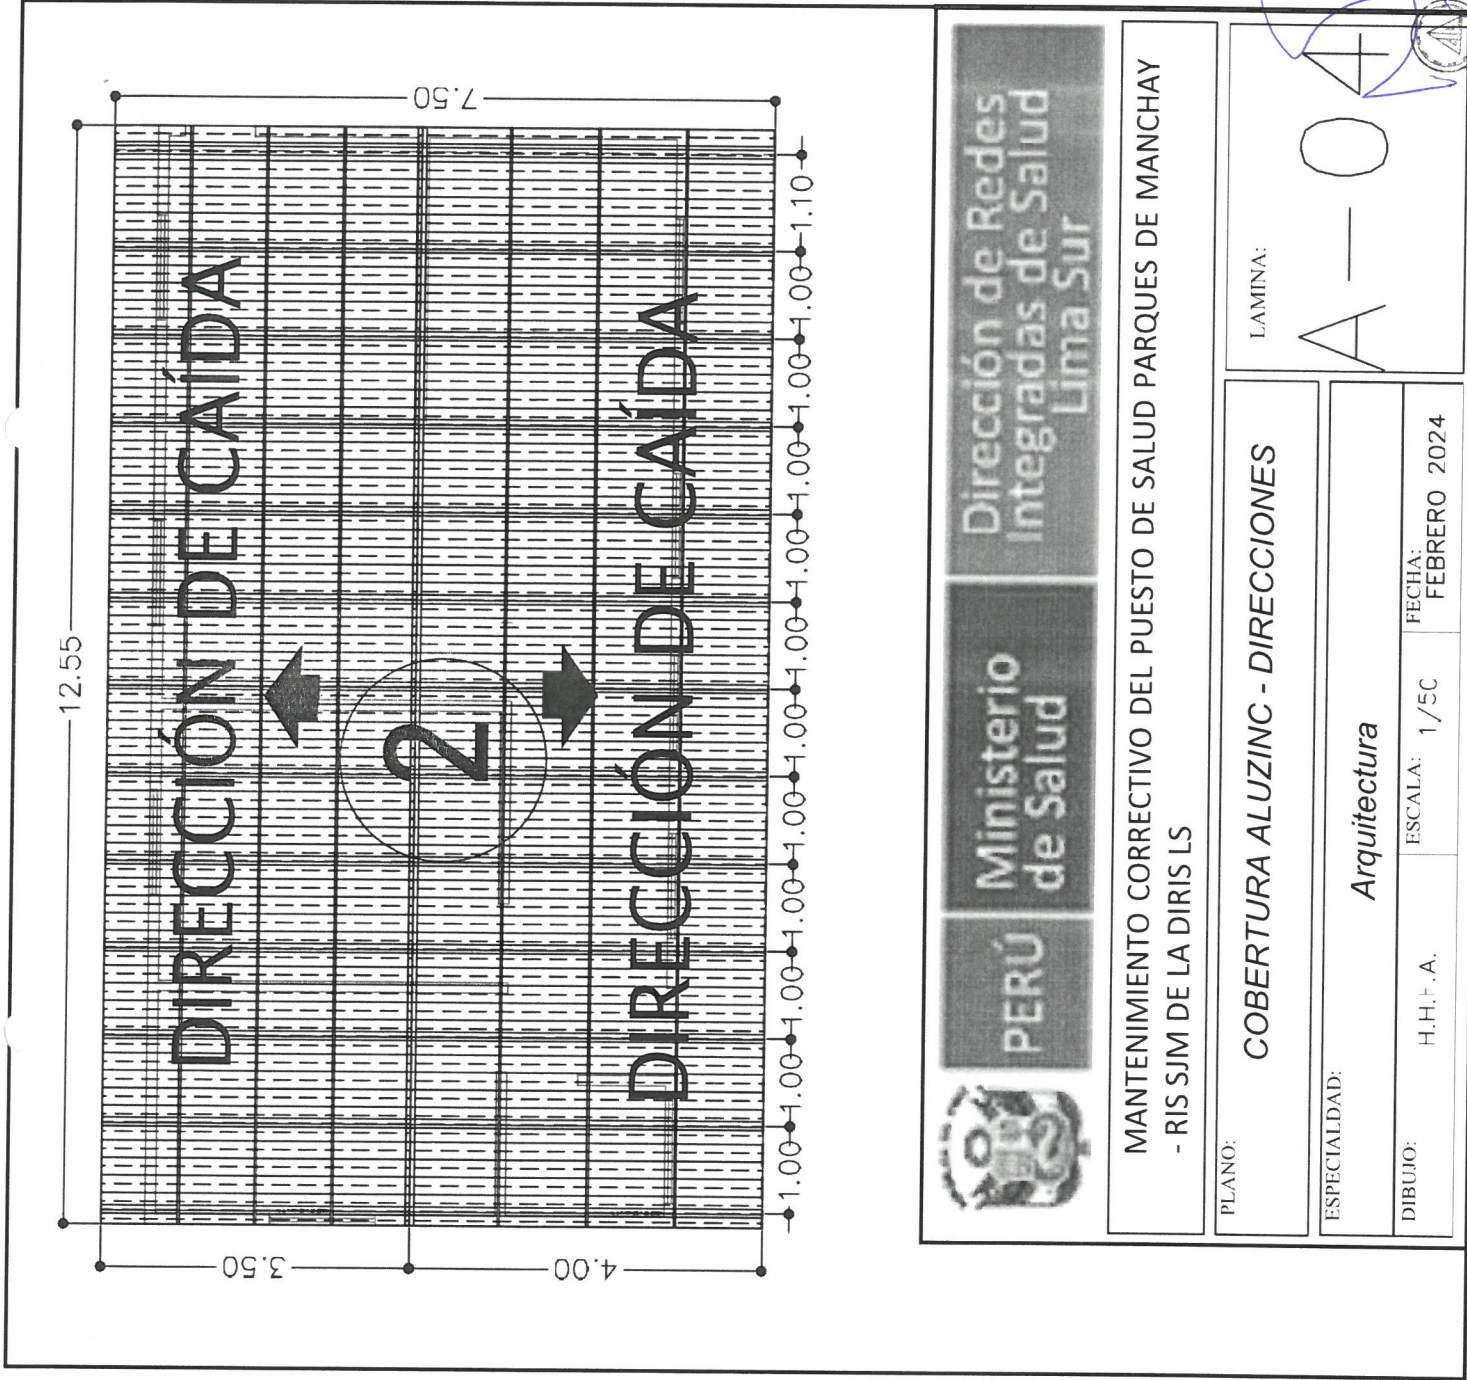 12.55
3.50
4.00
7.50
DIRECCIÓN DE CAÍDA
2
DIRECCIÓN DE CAÍDA
1.00 1.00 1.00 1.00 1.00 1.00 1.00 1.00 1.00 1.00 1.00 1.10
PERÚ
Ministerio
de Salud
Dirección de Redes
Integradas de Salud
Lima Sur
MANTENIMIENTO CORRECTIVO DEL PUESTO DE SALUD PARQUES DE MANCHAY
- RIS SJM DE LA DIRIS LS
PLANO:
COBERTURA ALUZINC - DIRECCIONES
ESPECIALDAD:
Arquitectura
DIBUJO:
ESCALA: 1/5C
FECHA:
FEBRERO 2024
LAMINA:
A-04